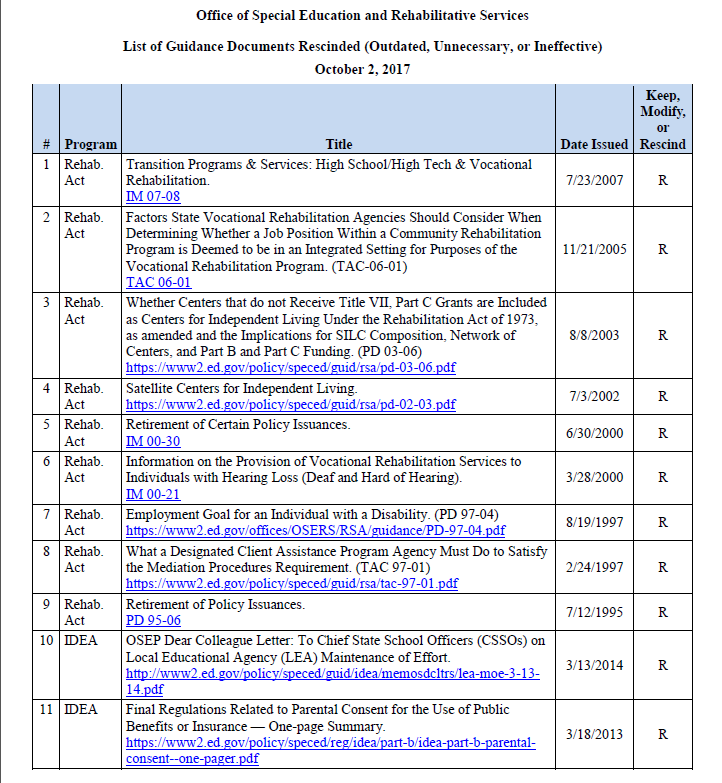 Office of Special Education and Rehabilitative Services
List of Guidance Documents Rescinded (Outdated, Unnecessary, or Ineffective)
October 2, 2017
# Program Title Date Issued Keep, Modify, or Rescind
1 Rehab. Act
Transition Programs & Services: High School/High Tech & Vocational
Rehabilitation.
IM 07-08
7/23/2007 R
2 Rehab. Act
Factors State Vocational Rehabilitation Agencies Should Consider When
Determining Whether a Job Position Within a Community Rehabilitation
Program is Deemed to be in an Integrated Setting for Purposes of the
Vocational Rehabilitation Program. (TAC-06-01)
TAC 06-01
11/21/2005 R
3 Rehab. Act
Whether Centers that do not Receive Title VII, Part C Grants are Included
as Centers for Independent Living Under the Rehabilitation Act of 1973,
as amended and the Implications for SILC Composition, Network of
Centers, and Part B and Part C Funding. (PD 03-06)
https://www2.ed.gov/policy/speced/guid/rsa/pd-03-06.pdf
8/8/2003 R
4 Rehab. Act
Satellite Centers for Independent Living.
https://www2.ed.gov/policy/speced/guid/rsa/pd-02-03.pdf
7/3/2002 R
5 Rehab. Act
Retirement of Certain Policy Issuances.
IM 00-30
6/30/2000 R
6 Rehab. Act
Information on the Provision of Vocational Rehabilitation Services to
Individuals with Hearing Loss (Deaf and Hard of Hearing).
IM 00-21
3/28/2000 R
7 Rehab. Act
Employment Goal for an Individual with a Disability. (PD 97-04)
https://www2.ed.gov/offices/OSERS/RSA/guidance/PD-97-04.pdf
8/19/1997 R
8 Rehab. Act
What a Designated Client Assistance Program Agency Must Do to Satisfy
the Mediation Procedures Requirement. (TAC 97-01)
https://www2.ed.gov/policy/speced/guid/rsa/tac-97-01.pdf
2/24/1997 R
9 Rehab. Act
Retirement of Policy Issuances.
PD 95-06
7/12/1995 R
10 IDEA
OSEP Dear Colleague Letter: To Chief State School Officers (CSSOs) on
Local Educational Agency (LEA) Maintenance of Effort.
http://www2.ed.gov/policy/speced/guid/idea/memosdcltrs/lea-moe-3-13-
14.pdf
3/13/2014 R
11 IDEA
Final Regulations Related to Parental Consent for the Use of Public
Benefits or Insurance — One-page Summary.
https://www2.ed.gov/policy/speced/reg/idea/part-b/idea-part-b-parental-
consent--one-pager.pdf
3/18/2013 R